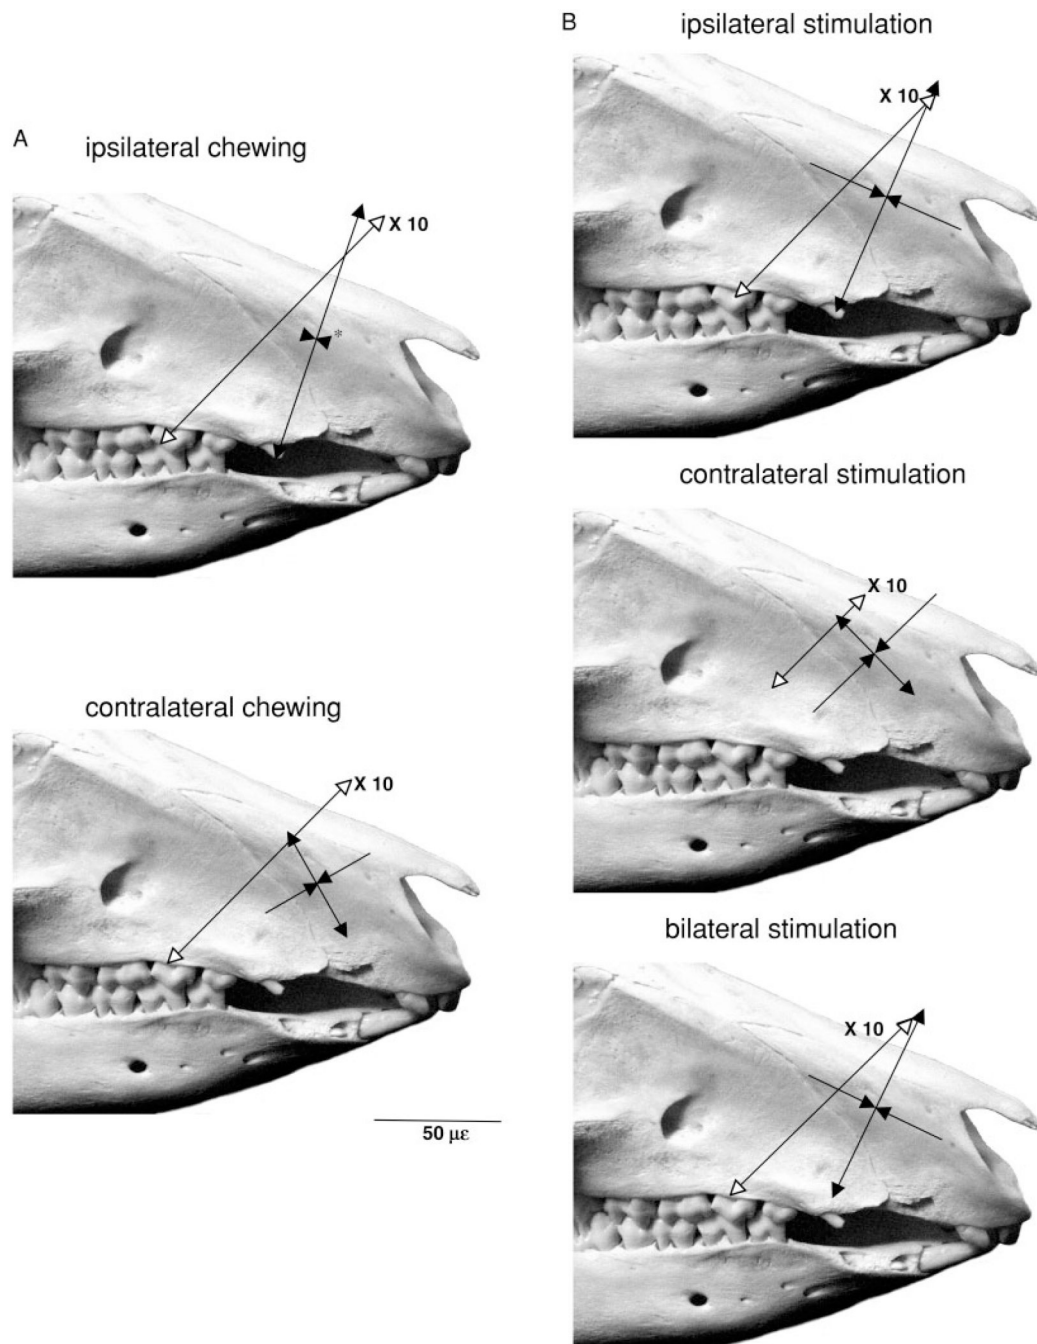 A
ipsilateral chewing
X 10
*
contralateral chewing
X 10
50 µε
B
ipsilateral stimulation
X 10
contralateral stimulation
X 10
bilateral stimulation
X 10